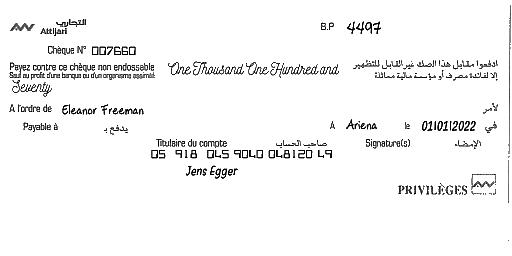 التجاري
Attijari
B.P 4497
Chèque N° 007660
Payez contre ce chèque non endossable One Thousand One Hundred and ادفعوا مقابل هذا الصك غير القابل للتظهير
Sauf au profit d'une banque ou d'un organisme assimilé إلا لفائدة مصرف أو مؤسسة مالية مماثلة
Seventy
A l'ordre de Eleanor Freeman لأمر
Payable à يدفع بـ A Ariena le 01/01/2022 في
Titulaire du compte صاحب الحساب Signature(s) الإمضاء
05 918 045 9040 048120 49
Jens Egger
PRIVILÈGES